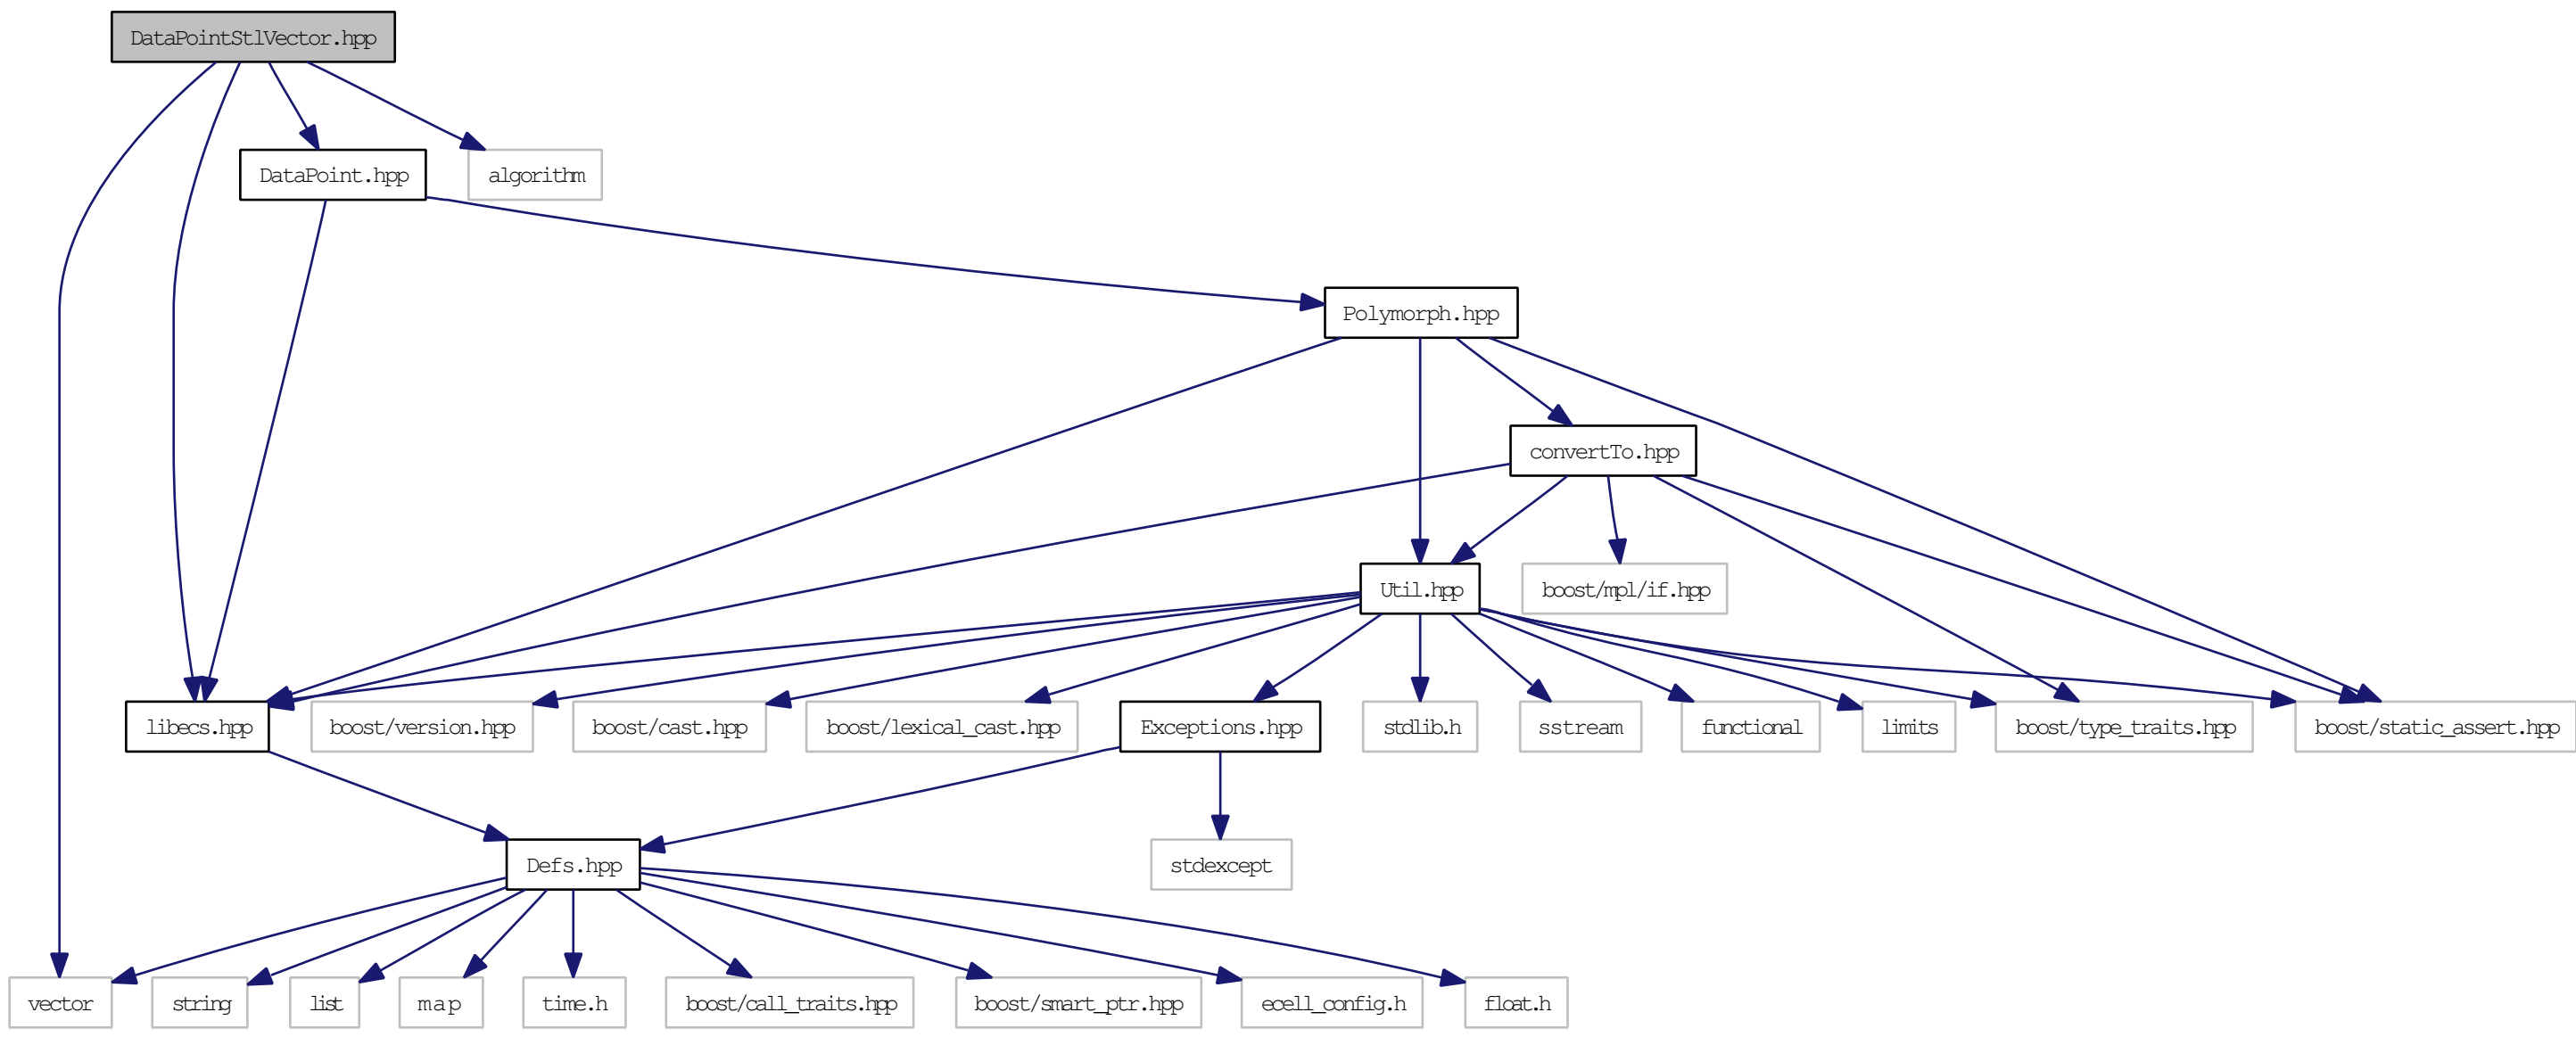 DataPointStlVector.hpp
DataPoint.hpp
algorithm
Polymorph.hpp
convertTo.hpp
Util.hpp
boost/mpl/if.hpp
libecs.hpp
boost/version.hpp
boost/cast.hpp
boost/lexical_cast.hpp
Exceptions.hpp
stdlib.h
sstream
functional
limits
boost/type_traits.hpp
boost/static_assert.hpp
Defs.hpp
stdexcept
vector
string
list
map
time.h
boost/call_traits.hpp
boost/smart_ptr.hpp
ecell_config.h
float.h